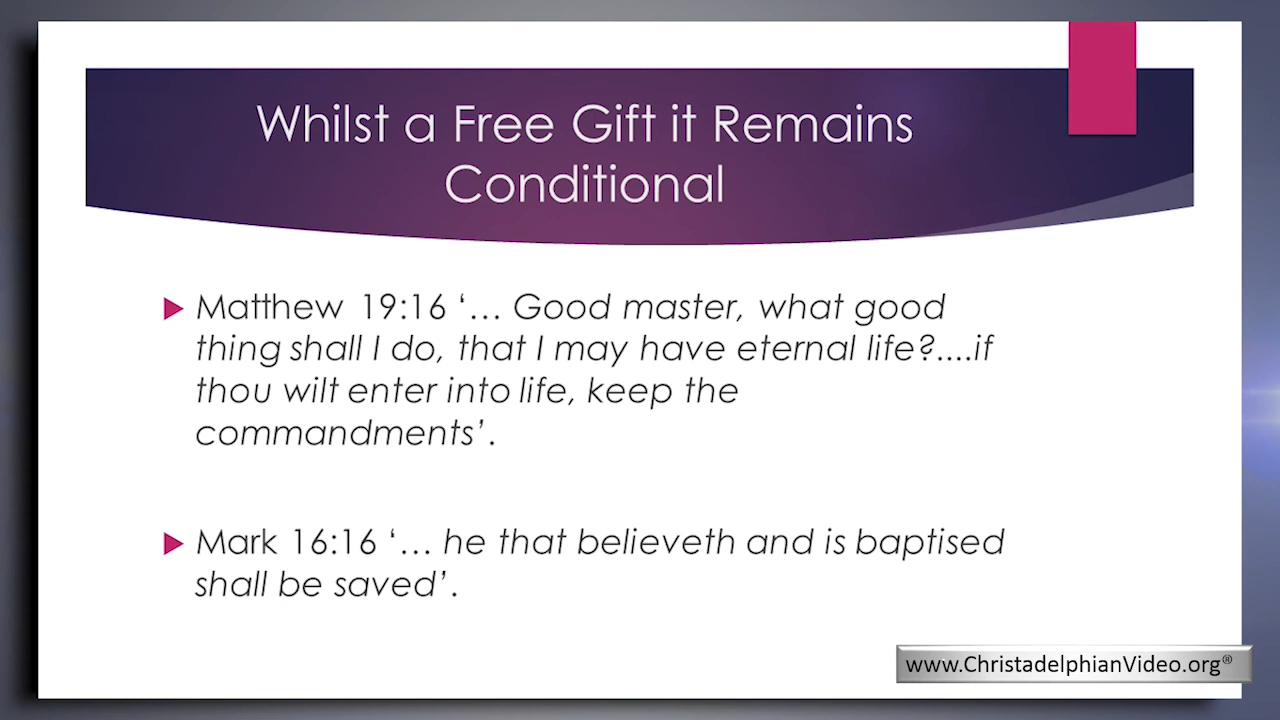 Whilst a Free Gift it Remains
Conditional
Matthew 19:16 ‘… Good master, what good
thing shall I do, that I may have eternal life?....if
thou wilt enter into life, keep the
commandments’.
Mark 16:16 ‘… he that believeth and is baptised
shall be saved’.
www.ChristadelphianVideo.org®